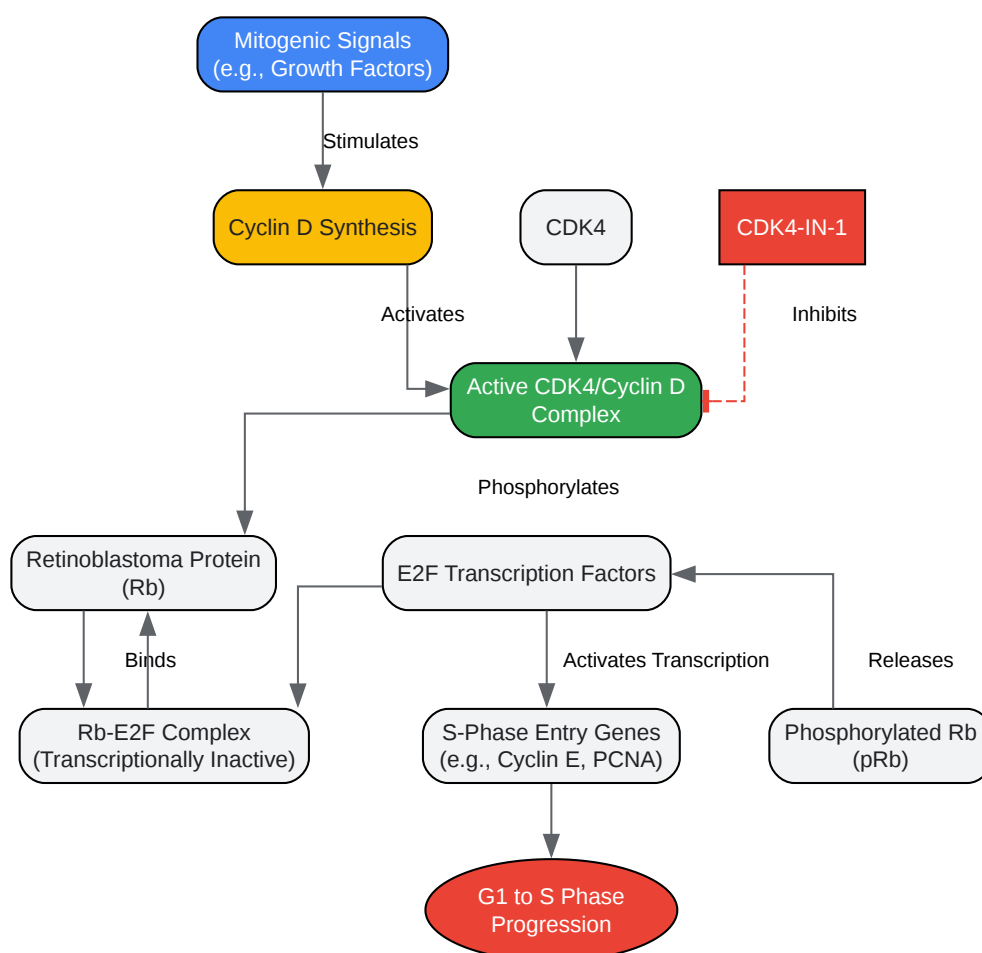 Mitogenic Signals
(e.g., Growth Factors)
Stimulates
Cyclin D Synthesis
CDK4
CDK4-IN-1
Activates
Inhibits
Active CDK4/Cyclin D
Complex
Phosphorylates
Retinoblastoma Protein
(Rb)
E2F Transcription Factors
Binds
Activates Transcription
Releases
Rb-E2F Complex
(Transcriptionally Inactive)
S-Phase Entry Genes
(e.g., Cyclin E, PCNA)
Phosphorylated Rb
(pRb)
G1 to S Phase
Progression